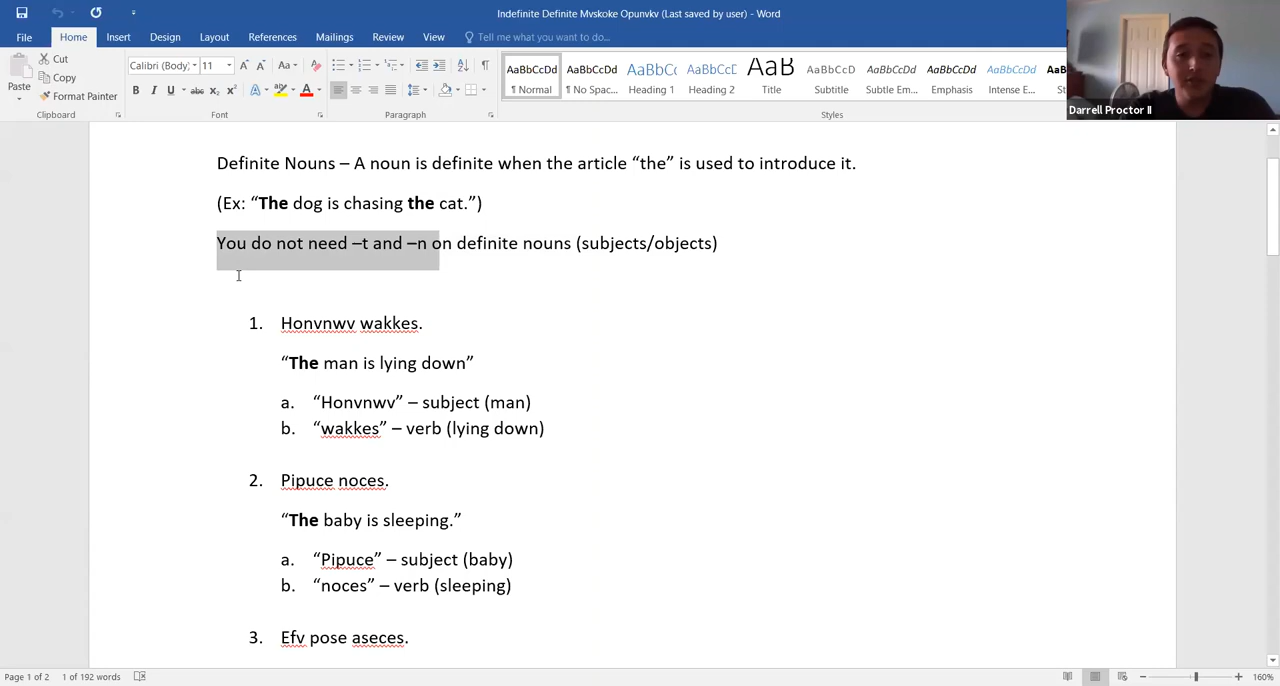 Indefinite Definite Mvskoke Opunvkv (Last saved by user) - Word
File Home Insert Design Layout References Mailings Review View Tell me what you want to do...
Paste
Cut
Copy
Format Painter
Clipboard
Calibri (Body) 11
Font
Paragraph
AaBbCcDd AaBbCcDd AaBbCc AaBbCcD AaB AaBbCcD AaBbCcDd AaBbCcDd AaBbCcDd AaBb
¶ Normal ¶ No Spac... Heading 1 Heading 2 Title Subtitle Subtle Em... Emphasis Intense E... St
Styles
Darrell Proctor II
Definite Nouns – A noun is definite when the article “the” is used to introduce it.
(Ex: “The dog is chasing the cat.”)
You do not need –t and –n on definite nouns (subjects/objects)
1. Honvnwv wakkes.
“The man is lying down”
a. “Honvnwv” – subject (man)
b. “wakkes” – verb (lying down)
2. Pipuce noces.
“The baby is sleeping.”
a. “Pipuce” – subject (baby)
b. “noces” – verb (sleeping)
3. Efv pose aseces.
Page 1 of 2 1 of 192 words
160%